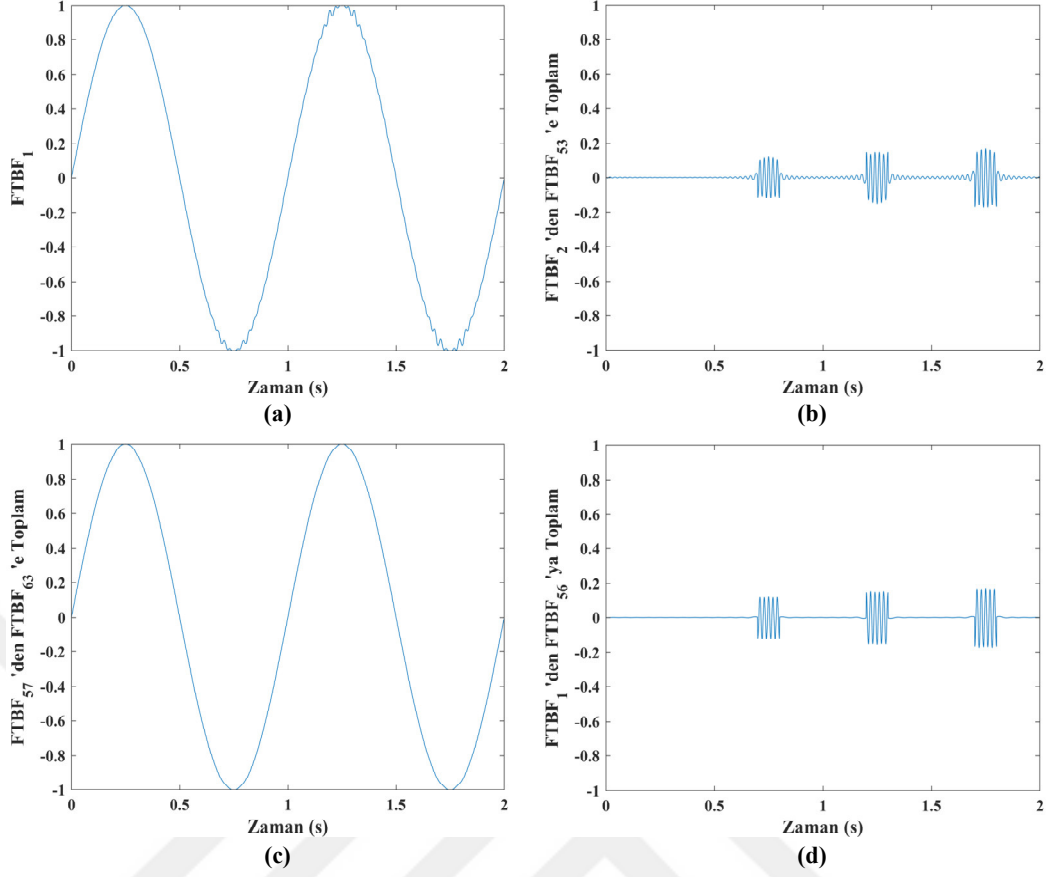 1
0.8
0.6
0.4
0.2
0
-0.2
-0.4
-0.6
-0.8
-1
FTBF1
0 0.5 1 1.5 2
Zaman (s)
(a)
1
0.8
0.6
0.4
0.2
0
-0.2
-0.4
-0.6
-0.8
-1
FTBF2 'den FTBF53 'e Toplam
0 0.5 1 1.5 2
Zaman (s)
(b)
1
0.8
0.6
0.4
0.2
0
-0.2
-0.4
-0.6
-0.8
-1
FTBF57 'den FTBF63 'e Toplam
0 0.5 1 1.5 2
Zaman (s)
(c)
1
0.8
0.6
0.4
0.2
0
-0.2
-0.4
-0.6
-0.8
-1
FTBF1 'den FTBF56 'ya Toplam
0 0.5 1 1.5 2
Zaman (s)
(d)